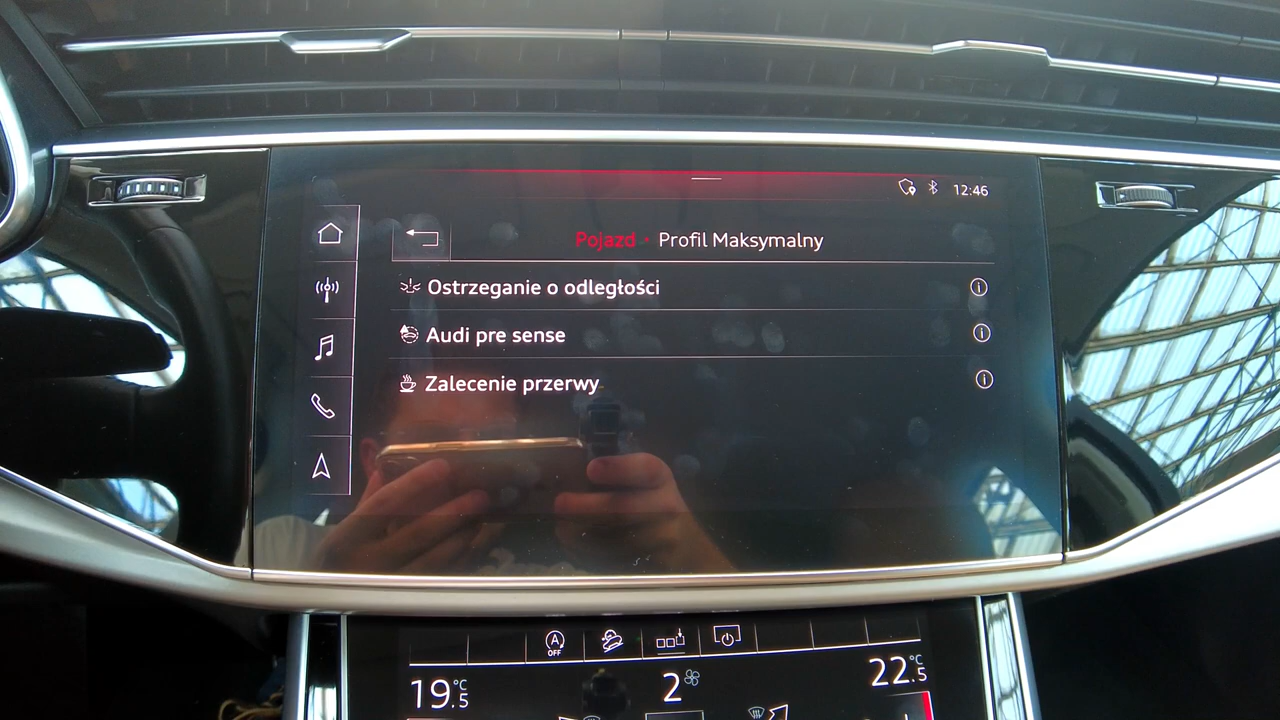 12:46
Pojazd · Profil Maksymalny
Ostrzeganie o odległości
Audi pre sense
Zalecenie przerwy
A
OFF
19.5 °C
2
22.5 °C